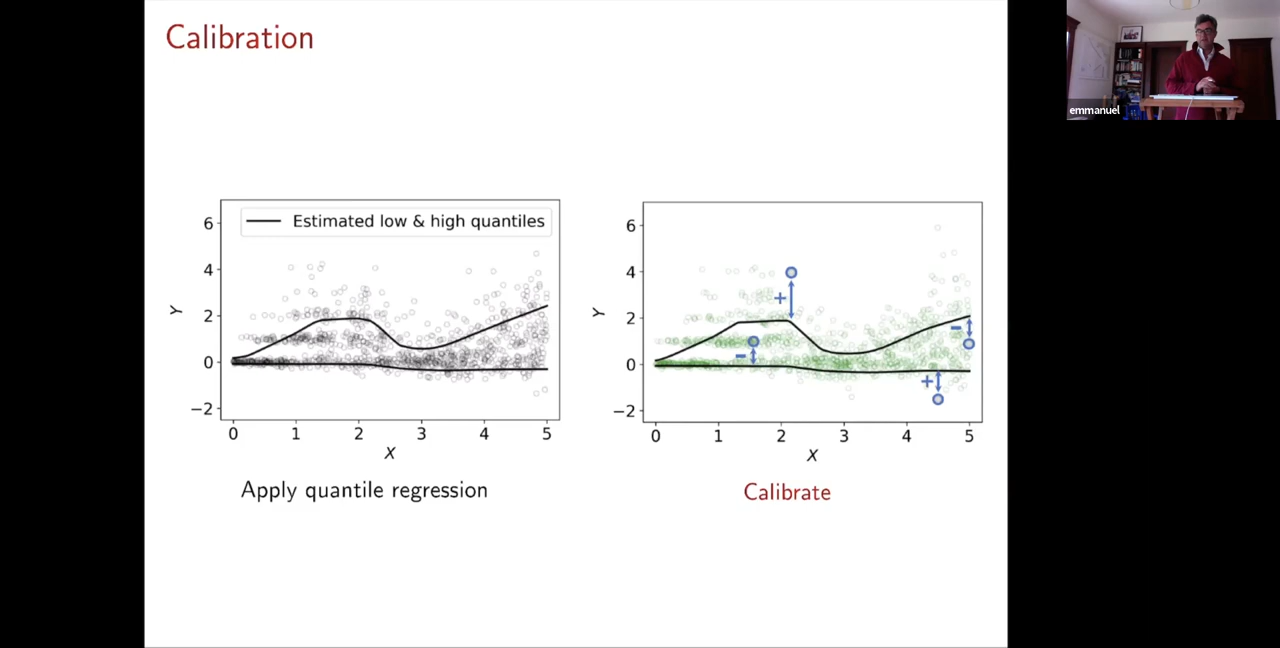 Calibration
emmanuel
Estimated low & high quantiles
6
4
2
0
−2
Y
0 1 2 3 4 5
X
Apply quantile regression
6
4
2
0
−2
Y
+
−
−
+
0 1 2 3 4 5
X
Calibrate